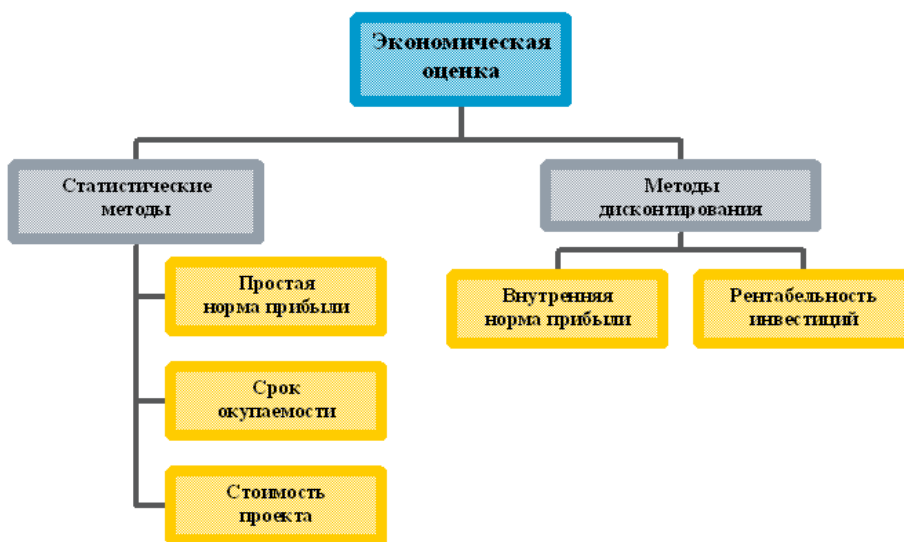 Экономическая
оценка
Статистические
методы
Методы
дисконтирования
Простая
норма прибыли
Срок
окупаемости
Стоимость
проекта
Внутренняя
норма прибыли
Рентабельность
инвестиций